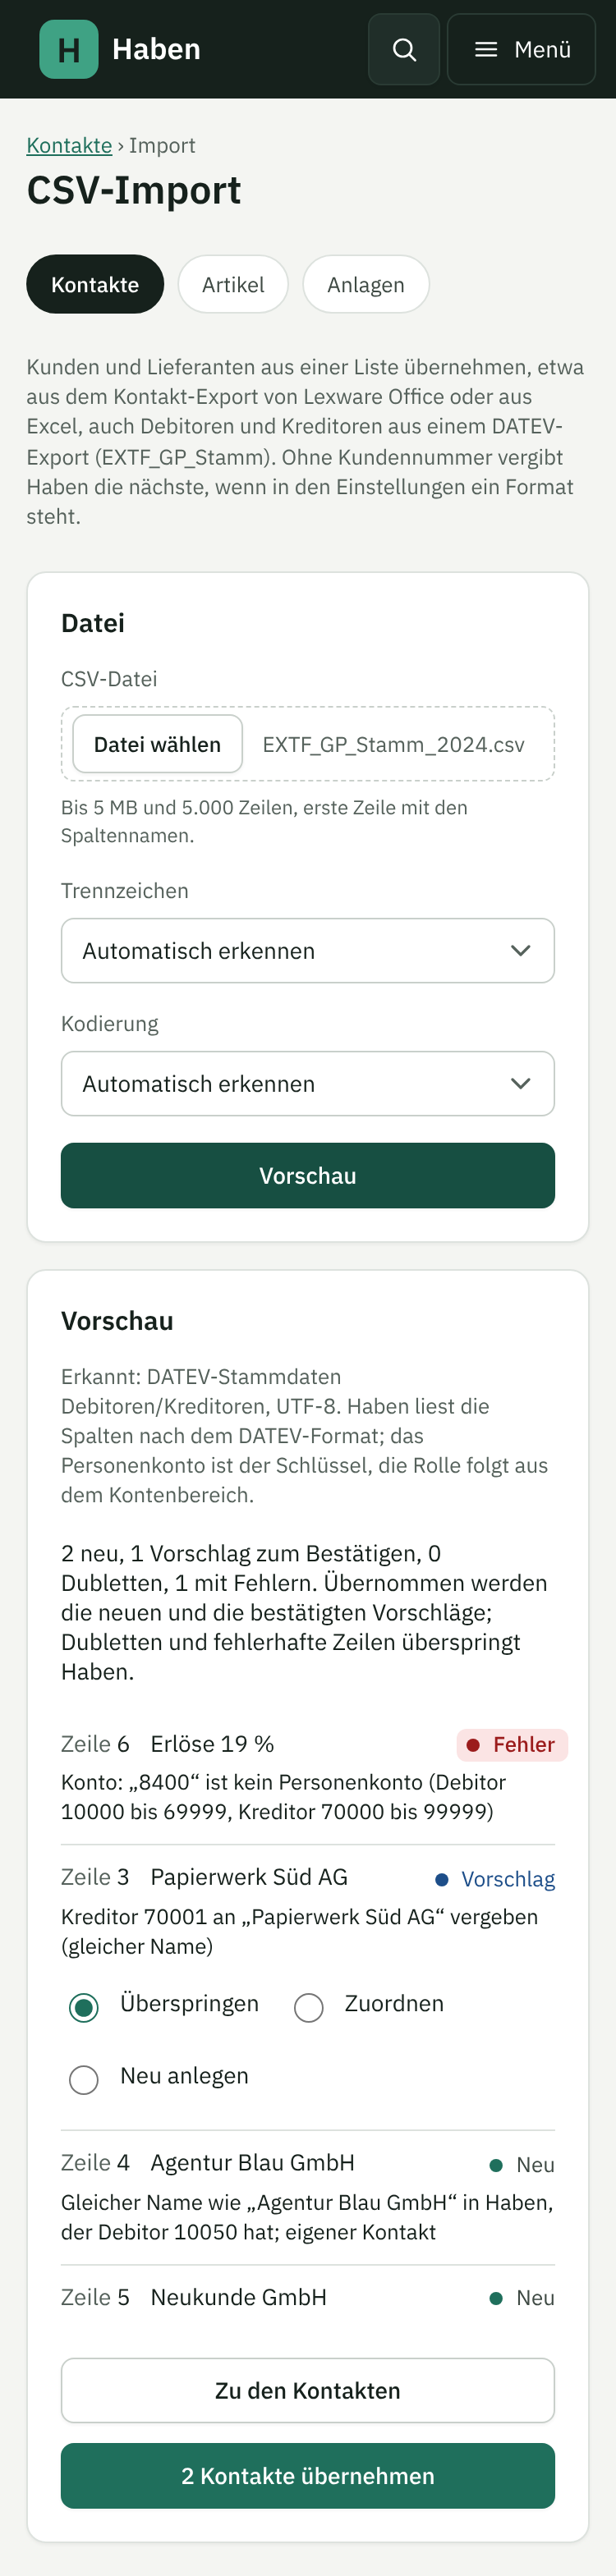 H Haben
Menü
Kontakte › Import
CSV-Import
Kontakte Artikel Anlagen
Kunden und Lieferanten aus einer Liste übernehmen, etwa
aus dem Kontakt-Export von Lexware Office oder aus
Excel, auch Debitoren und Kreditoren aus einem DATEV-
Export (EXTF_GP_Stamm). Ohne Kundennummer vergibt
Haben die nächste, wenn in den Einstellungen ein Format
steht.
Datei
CSV-Datei
Datei wählen EXTF_GP_Stamm_2024.csv
Bis 5 MB und 5.000 Zeilen, erste Zeile mit den
Spaltennamen.
Trennzeichen
Automatisch erkennen
Kodierung
Automatisch erkennen
Vorschau
Vorschau
Erkannt: DATEV-Stammdaten
Debitoren/Kreditoren, UTF-8. Haben liest die
Spalten nach dem DATEV-Format; das
Personenkonto ist der Schlüssel, die Rolle folgt aus
dem Kontenbereich.
2 neu, 1 Vorschlag zum Bestätigen, 0
Dubletten, 1 mit Fehlern. Übernommen werden
die neuen und die bestätigten Vorschläge;
Dubletten und fehlerhafte Zeilen überspringt
Haben.
Zeile 6 Erlöse 19 % Fehler
Konto: „8400“ ist kein Personenkonto (Debitor
10000 bis 69999, Kreditor 70000 bis 99999)
Zeile 3 Papierwerk Süd AG Vorschlag
Kreditor 70001 an „Papierwerk Süd AG“ vergeben
(gleicher Name)
Überspringen Zuordnen
Neu anlegen
Zeile 4 Agentur Blau GmbH Neu
Gleicher Name wie „Agentur Blau GmbH“ in Haben,
der Debitor 10050 hat; eigener Kontakt
Zeile 5 Neukunde GmbH Neu
Zu den Kontakten
2 Kontakte übernehmen